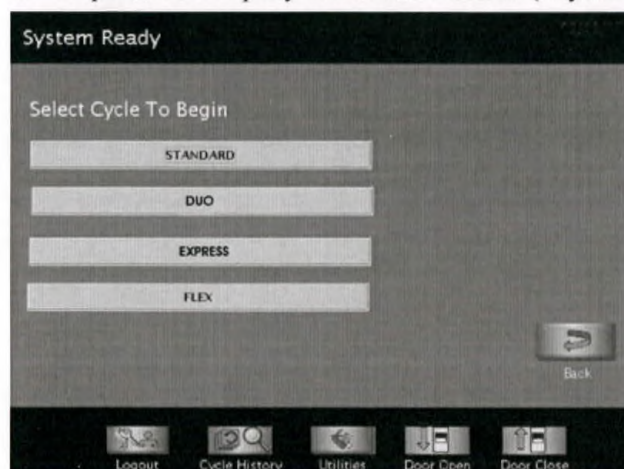 System Ready
Select Cycle To Begin
STANDARD
DUO
EXPRESS
FLEX
Back
Logout Cycle History Utilities Door Open Door Close